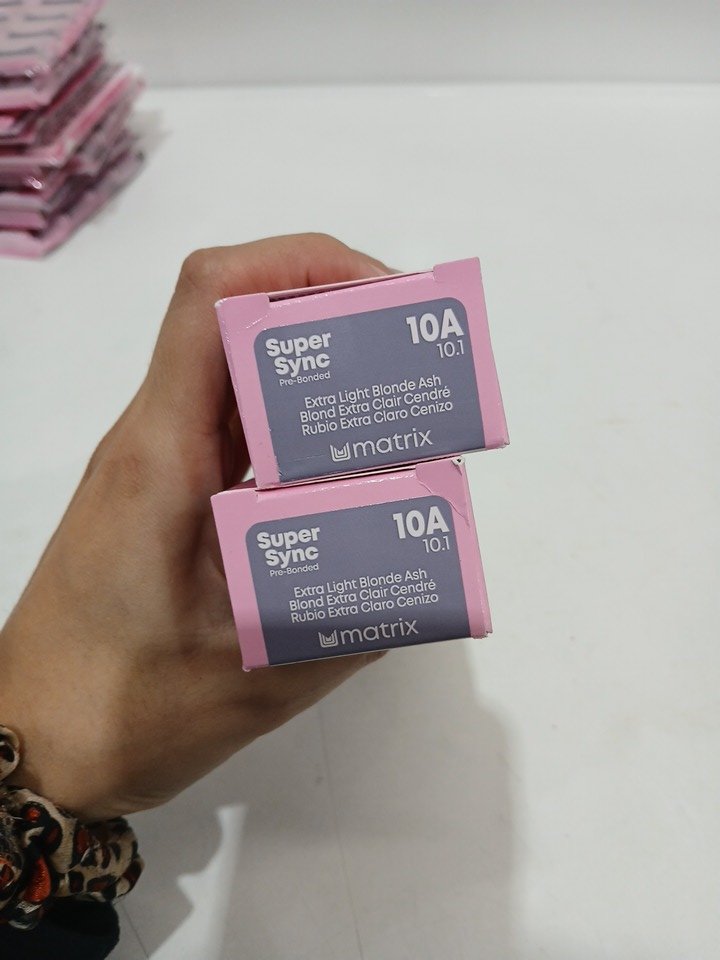 Super
Sync
Pre-Bonded
10A
10.1
Extra Light Blonde Ash
Blond Extra Clair Cendré
Rubio Extra Claro Cenizo
matrix
Super
Sync
Pre-Bonded
10A
10.1
Extra Light Blonde Ash
Blond Extra Clair Cendré
Rubio Extra Claro Cenizo
matrix